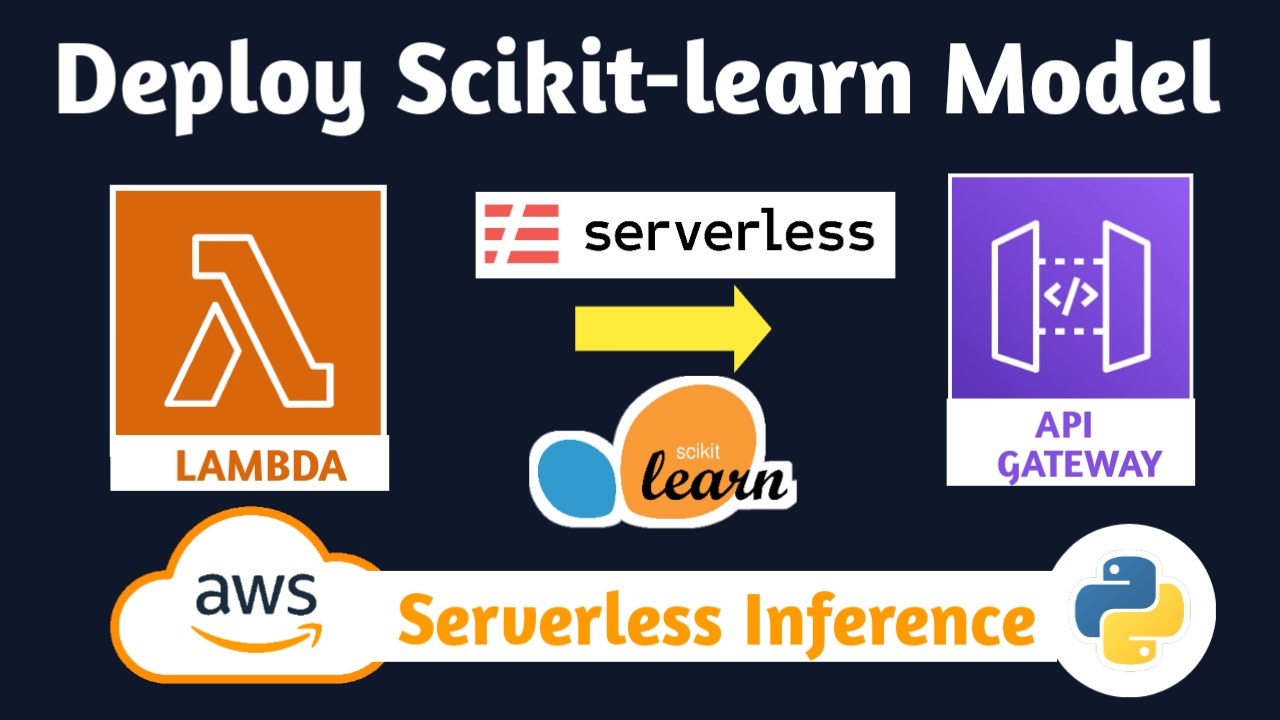 Deploy Scikit-learn Model
serverless
</>
LAMBDA
API
GATEWAY
scikit
learn
aws
Serverless Inference